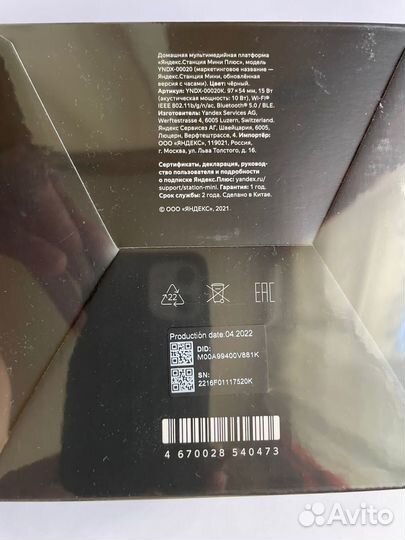 Домашняя мультимедийная платформа
«Яндекс.Станция Мини Плюс», модель
YNDX-00020 (маркетинговое название —
Яндекс.Станция Мини, обновлённая
версия с часами). Цвет: чёрный.
Артикул: YNDX-00020K. 97 × 54 мм, 15 Вт
(акустическая мощность: 10 Вт), Wi-Fi®
IEEE 802.11b/g/n/ac, Bluetooth® 5.0 / BLE.
Изготовитель: Yandex Services AG,
Werftestrasse 4, 6005 Luzern, Switzerland.
Яндекс Сервисез АГ, Швейцария, 6005,
Люцерн, Верфтештрассе, 4. Импортёр:
ООО «ЯНДЕКС», 119021, Россия,
г. Москва, ул. Льва Толстого, д. 16.
Сертификаты, декларация, руковод-
ство пользователя и подробности
о подписке Яндекс.Плюс: yandex.ru/
support/station-mini. Гарантия: 1 год.
Срок службы: 2 года. Сделано в Китае.
© ООО «ЯНДЕКС», 2021.
22 EAC
Production date:04.2022
DID:
M00A99400V881K
SN:
2216F01117520K
4 670028 540473
Avito